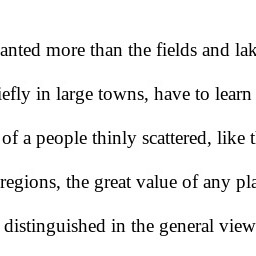 anted more than the fields and lak
iefly in large towns, have to learn
of a people thinly scattered, like t
regions, the great value of any pla
distinguished in the general view